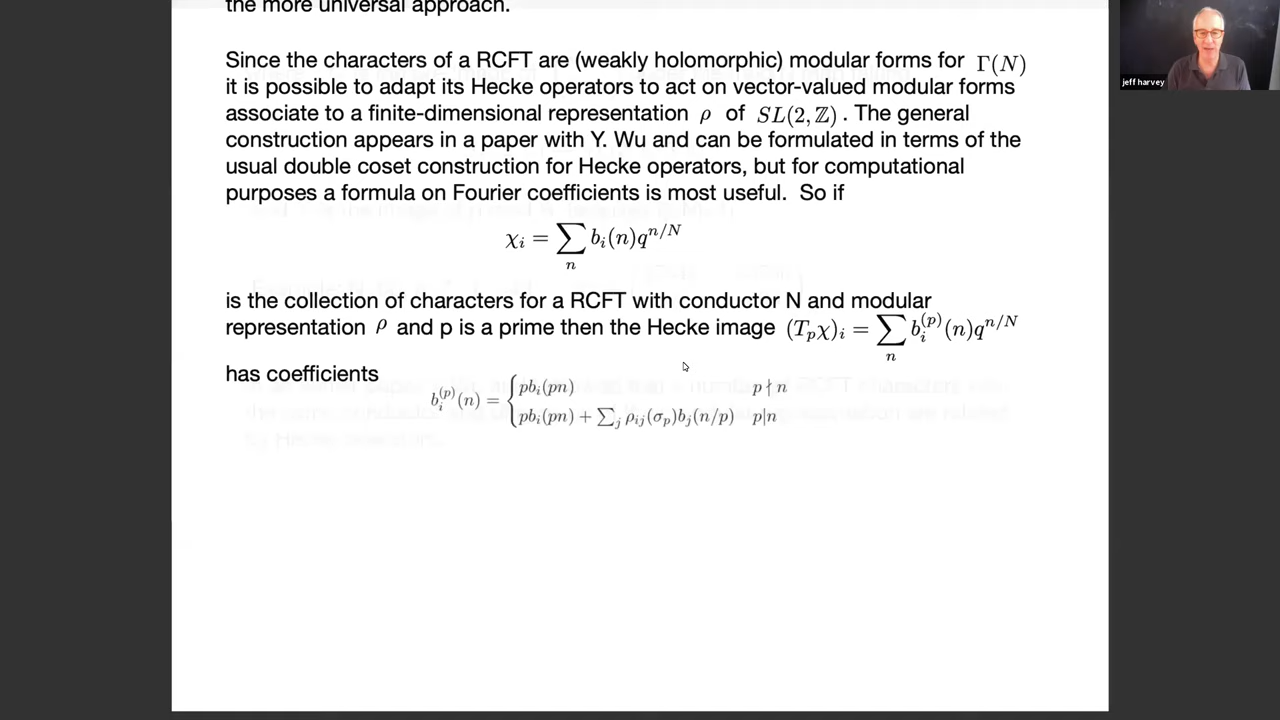 the more universal approach.
Since the characters of a RCFT are (weakly holomorphic) modular forms for Γ(N)
it is possible to adapt its Hecke operators to act on vector-valued modular forms
associate to a finite-dimensional representation ρ of SL(2,ℤ). The general
construction appears in a paper with Y. Wu and can be formulated in terms of the
usual double coset construction for Hecke operators, but for computational
purposes a formula on Fourier coefficients is most useful. So if
χ_i = ∑_n b_i(n)q^{n/N}
is the collection of characters for a RCFT with conductor N and modular
representation ρ and p is a prime then the Hecke image (T_pχ)_i = ∑_n b_i^{(p)}(n)q^{n/N}
has coefficients
b_i^{(p)}(n) = { pb_i(pn) p ∤ n
pb_i(pn) + ∑_j ρ_{ij}(σ_p)b_j(n/p) p|n
jeff harvey